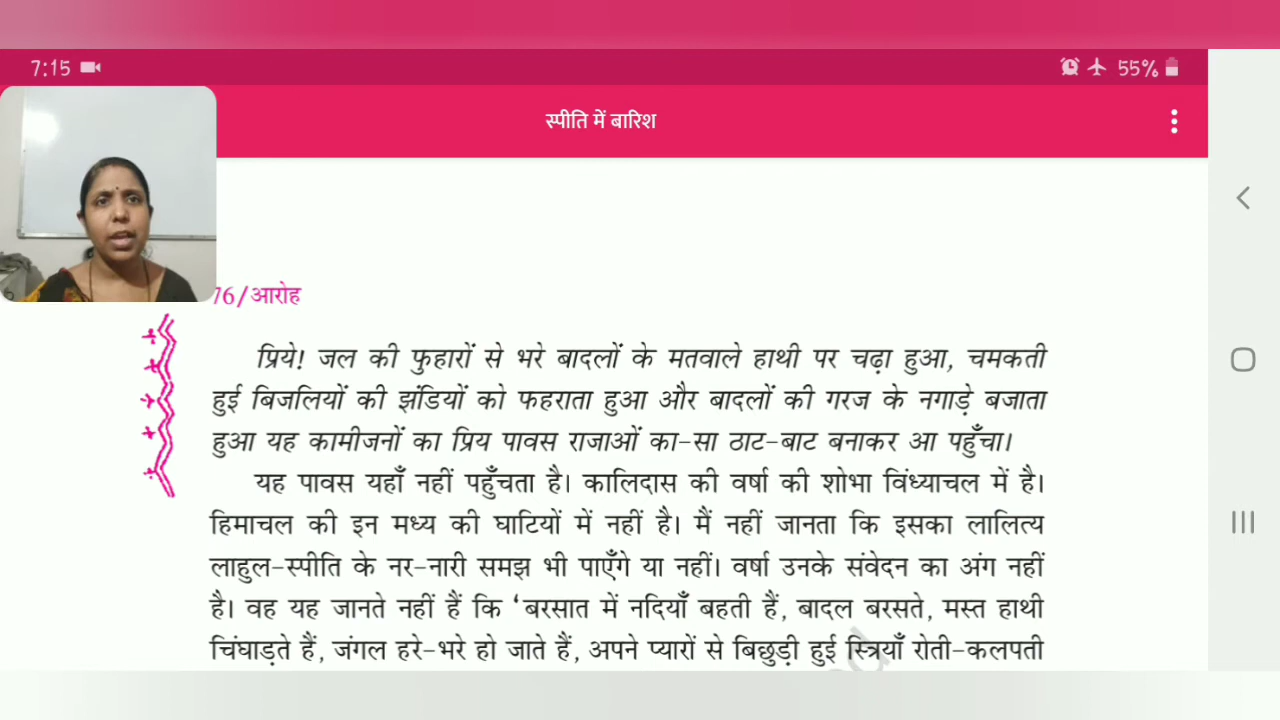 7:15
55%
स्पीति में बारिश
76/आरोह
प्रिये! जल की फुहारों से भरे बादलों के मतवाले हाथी पर चढ़ा हुआ, चमकती
हुई बिजलियों की झंडियों को फहराता हुआ और बादलों की गरज के नगाड़े बजाता
हुआ यह कामीजनों का प्रिय पावस राजाओं का-सा ठाट-बाट बनाकर आ पहुँचा।
यह पावस यहाँ नहीं पहुँचता है। कालिदास की वर्षा की शोभा विंध्याचल में है।
हिमाचल की इन मध्य की घाटियों में नहीं है। मैं नहीं जानता कि इसका लालित्य
लाहुल-स्पीति के नर-नारी समझ भी पाएँगे या नहीं। वर्षा उनके संवेदन का अंग नहीं
है। वह यह जानते नहीं हैं कि ‘बरसात में नदियाँ बहती हैं, बादल बरसते, मस्त हाथी
चिंघाड़ते हैं, जंगल हरे-भरे हो जाते हैं, अपने प्यारों से बिछुड़ी हुई स्त्रियाँ रोती-कलपती